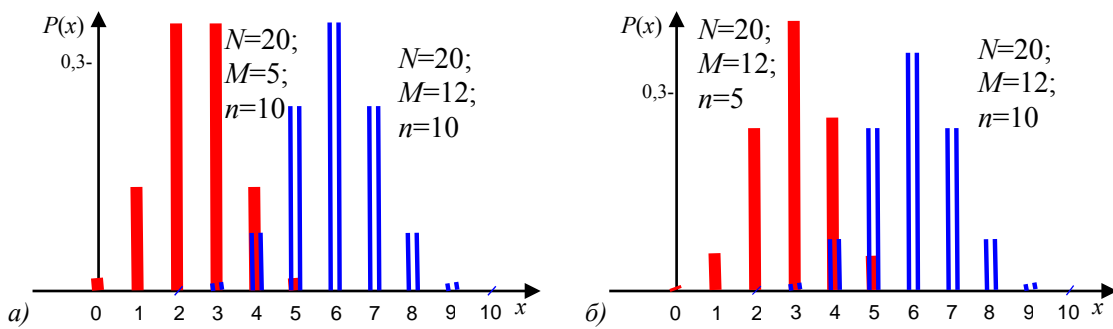 P(x)
0,3-
N=20;
M=5;
n=10
N=20;
M=12;
n=10
0 1 2 3 4 5 6 7 8 9 10 x
а)
P(x)
0,3-
N=20;
M=12;
n=5
N=20;
M=12;
n=10
0 1 2 3 4 5 6 7 8 9 10 x
б)